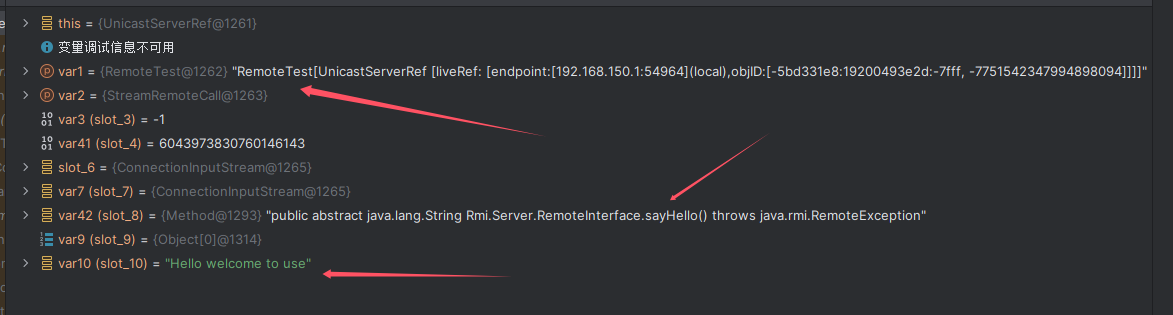 this = {UnicastServerRef@1261}
变量调试信息不可用
var1 = {RemoteTest@1262} "RemoteTest[UnicastServerRef [liveRef: [endpoint:[192.168.150.1:54964](local),objID:[-5bd331e8:19200493e2d:-7fff, -7751542347994898094]]]]"
var2 = {StreamRemoteCall@1263}
var3 (slot_3) = -1
var41 (slot_4) = 6043973830760146143
slot_6 = {ConnectionInputStream@1265}
var7 (slot_7) = {ConnectionInputStream@1265}
var42 (slot_8) = {Method@1293} "public abstract java.lang.String Rmi.Server.RemoteInterface.sayHello() throws java.rmi.RemoteException"
var9 (slot_9) = {Object[0]@1314}
var10 (slot_10) = "Hello welcome to use"